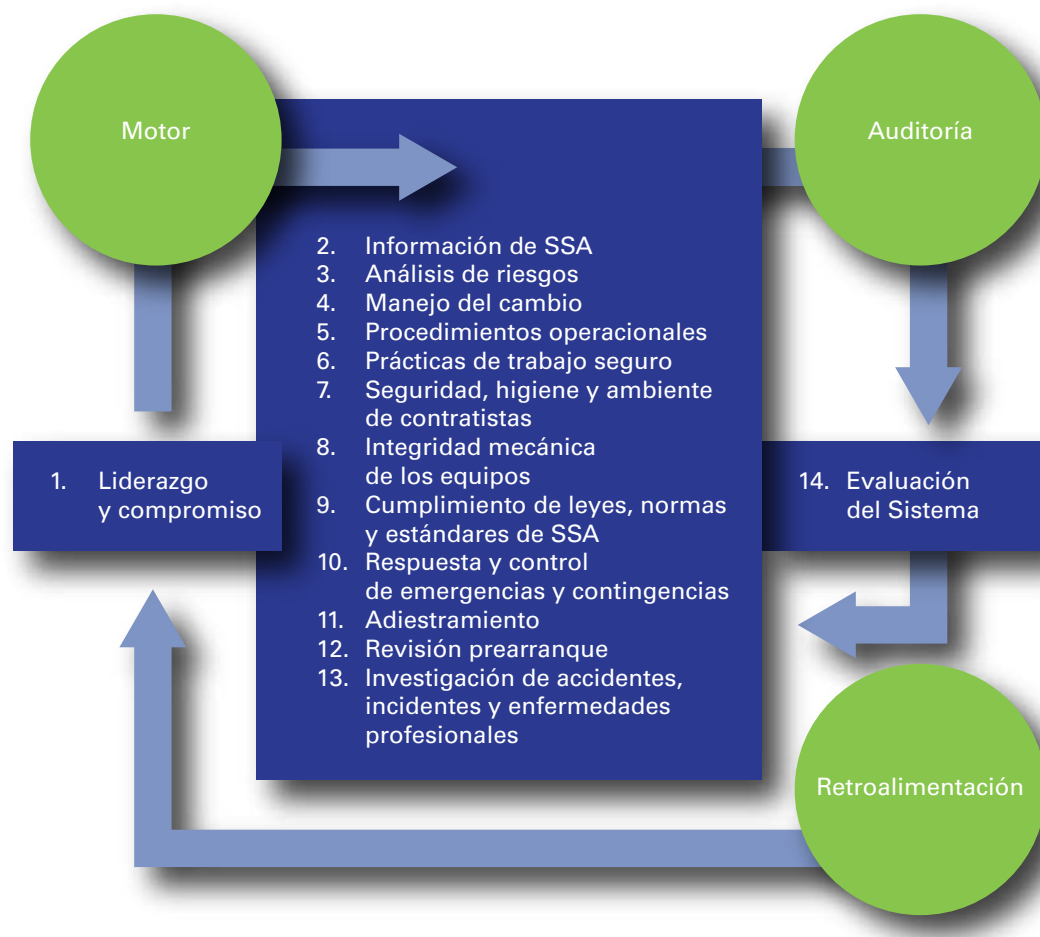 Motor
Auditoría
2. Información de SSA
3. Análisis de riesgos
4. Manejo del cambio
5. Procedimientos operacionales
6. Prácticas de trabajo seguro
7. Seguridad, higiene y ambiente
de contratistas
8. Integridad mecánica
de los equipos
9. Cumplimiento de leyes, normas
y estándares de SSA
10. Respuesta y control
de emergencias y contingencias
11. Adiestramiento
12. Revisión prearranque
13. Investigación de accidentes,
incidentes y enfermedades
profesionales
1. Liderazgo
y compromiso
14. Evaluación
del Sistema
Retroalimentación